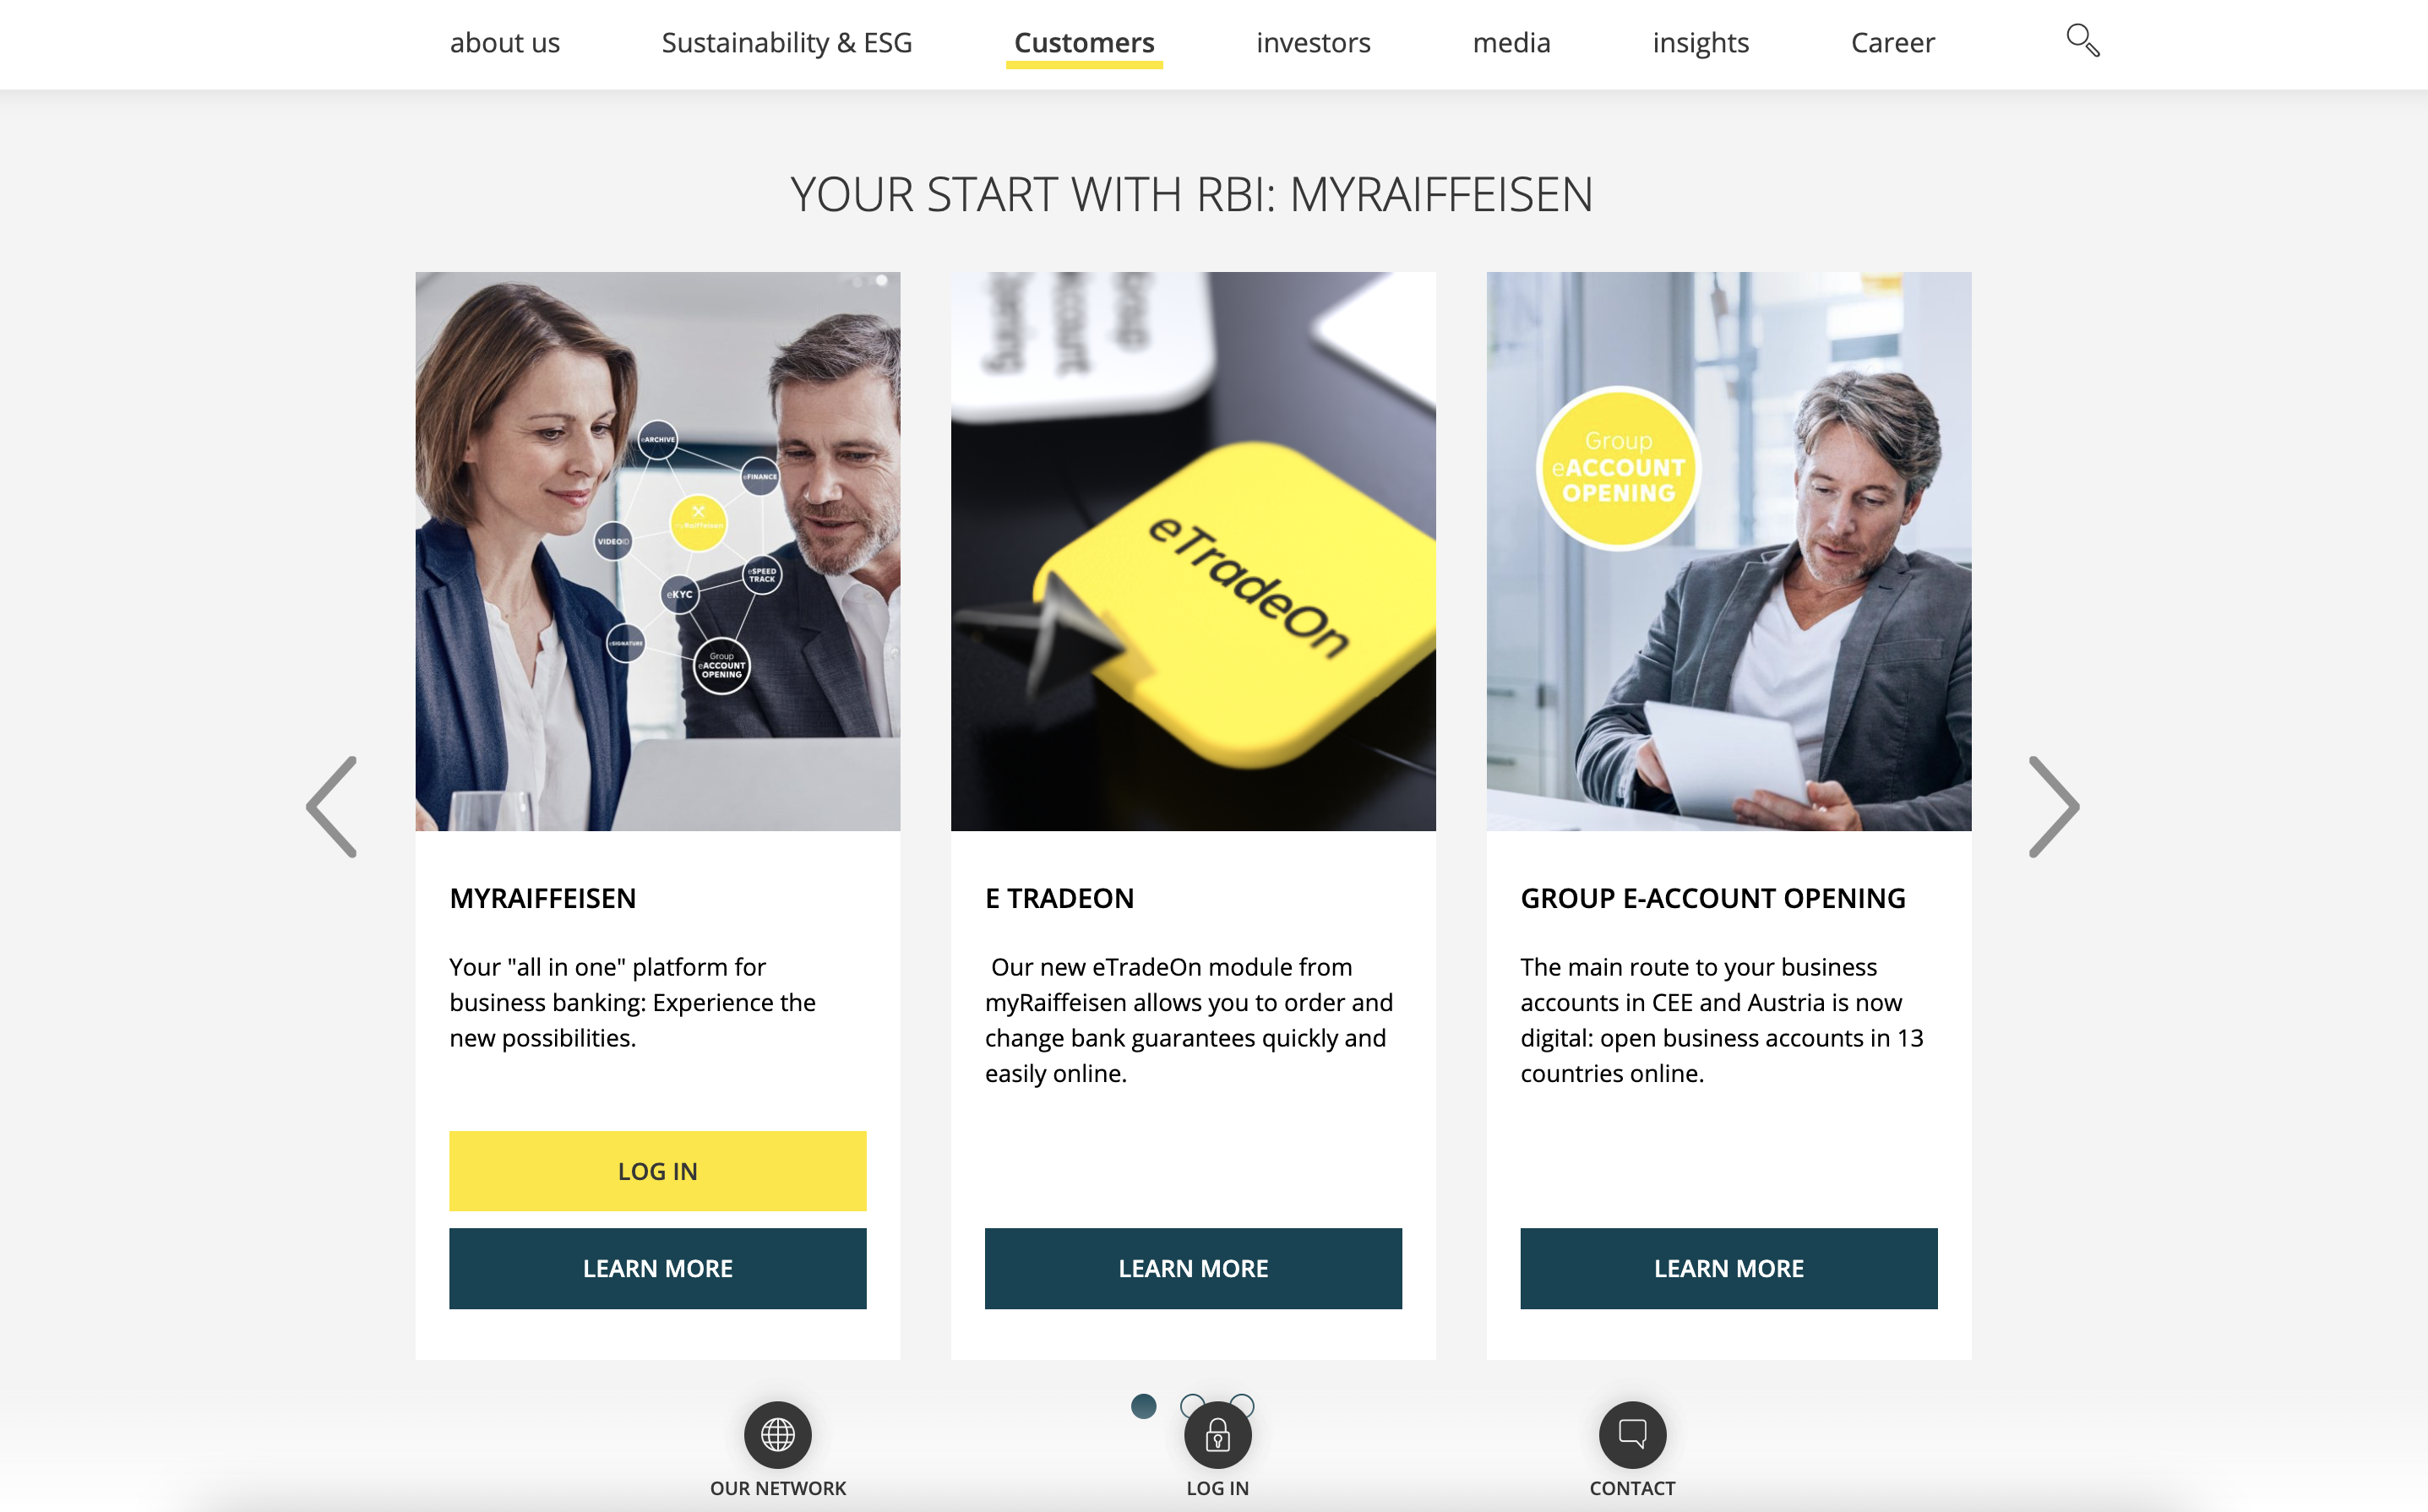 about us
Sustainability & ESG
Customers
investors
media
insights
Career
YOUR START WITH RBI: MYRAIFFEISEN
eARCHIVE
eFINANCE
myRaiffeisen
VIDEOID
eSPEED
TRACK
eKYC
eSIGNATURE
Group
eACCOUNT
OPENING
Group
Account
Opening
eTradeOn
Group
eACCOUNT
OPENING
MYRAIFFEISEN
Your "all in one" platform for
business banking: Experience the
new possibilities.
LOG IN
LEARN MORE
E TRADEON
Our new eTradeOn module from
myRaiffeisen allows you to order and
change bank guarantees quickly and
easily online.
LEARN MORE
GROUP E-ACCOUNT OPENING
The main route to your business
accounts in CEE and Austria is now
digital: open business accounts in 13
countries online.
LEARN MORE
OUR NETWORK
LOG IN
CONTACT